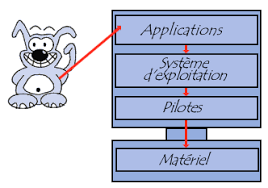 Applications
Système
d'exploitation
Pilotes
Matériel